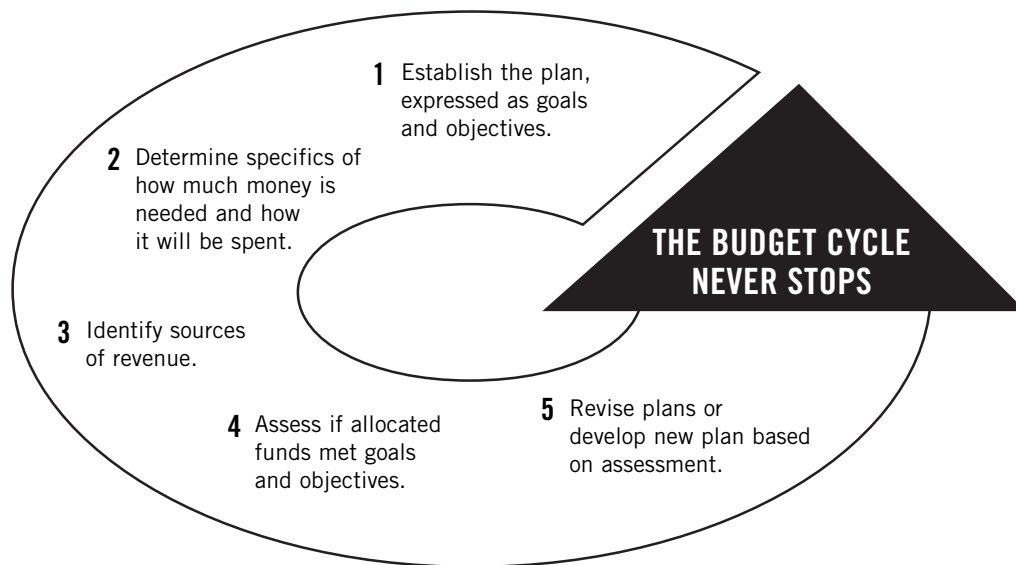 1 Establish the plan,
expressed as goals
and objectives.
2 Determine specifics of
how much money is
needed and how
it will be spent.
3 Identify sources
of revenue.
4 Assess if allocated
funds met goals
and objectives.
5 Revise plans or
develop new plan based
on assessment.
THE BUDGET CYCLE
NEVER STOPS